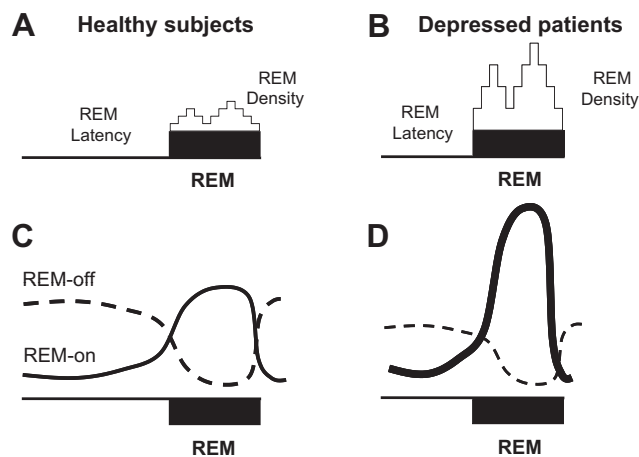 A Healthy subjects
REM
Latency
REM
Density
REM
B Depressed patients
REM
Latency
REM
Density
REM
C
REM-off
REM-on
REM
D
REM